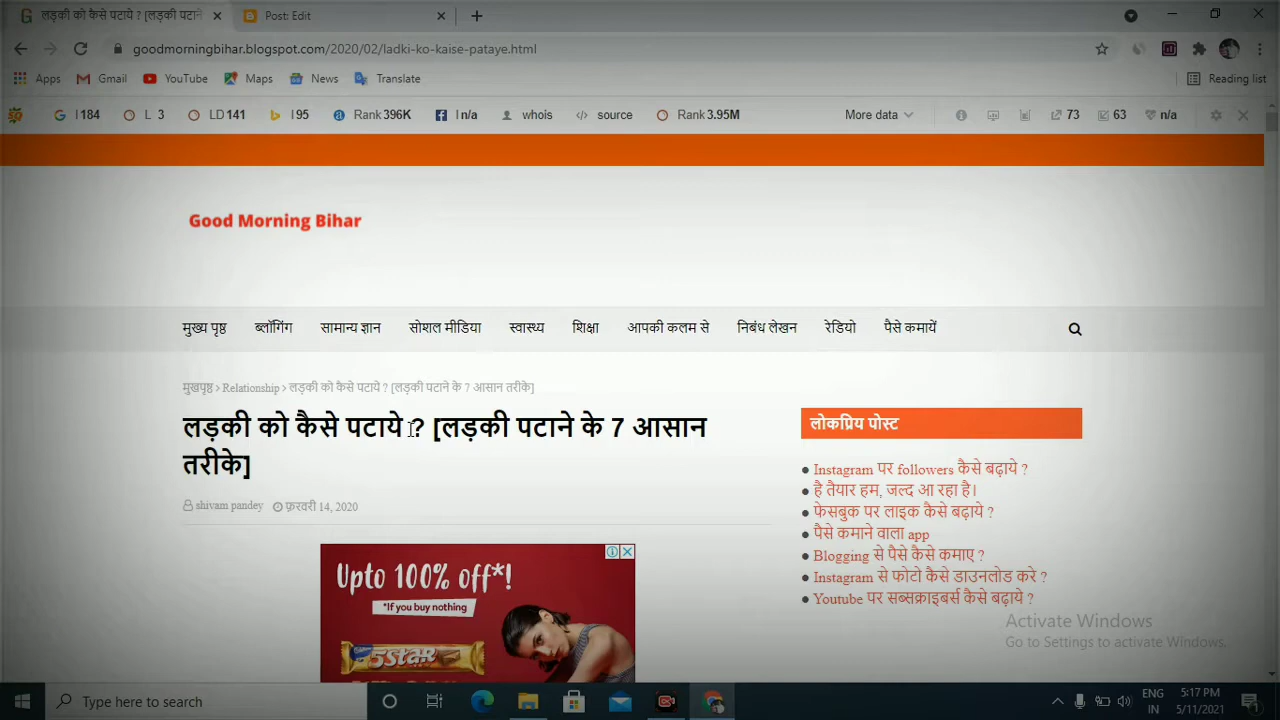 लड़की को कैसे पटाये ? [लड़की पटाने
Post: Edit
goodmorningbihar.blogspot.com/2020/02/ladki-ko-kaise-pataye.html
Apps Gmail YouTube Maps News Translate Reading list
I 184 L 3 LD 141 I 95 Rank 396K I n/a whois source Rank 3.95M More data 73 63 n/a
Good Morning Bihar
मुख्य पृष्ठ ब्लॉगिंग सामान्य ज्ञान सोशल मीडिया स्वास्थ्य शिक्षा आपकी कलम से निबंध लेखन रेडियो पैसे कमायें
मुखपृष्ठ › Relationship › लड़की को कैसे पटाये ? [लड़की पटाने के 7 आसान तरीके]
लड़की को कैसे पटाये ? [लड़की पटाने के 7 आसान
तरीके]
shivam pandey फ़रवरी 14, 2020
लोकप्रिय पोस्ट
Instagram पर followers कैसे बढ़ाये ?
है तैयार हम, जल्द आ रहा है।
फेसबुक पर लाइक कैसे बढ़ाये ?
पैसे कमाने वाला app
Blogging से पैसे कैसे कमाए ?
Instagram से फोटो कैसे डाउनलोड करे ?
Youtube पर सब्सक्राइबर्स कैसे बढ़ाये ?
Upto 100% off*!
*If you buy nothing
5STAR
Activate Windows
Go to Settings to activate Windows.
Type here to search
ENG
IN
5:17 PM
5/11/2021